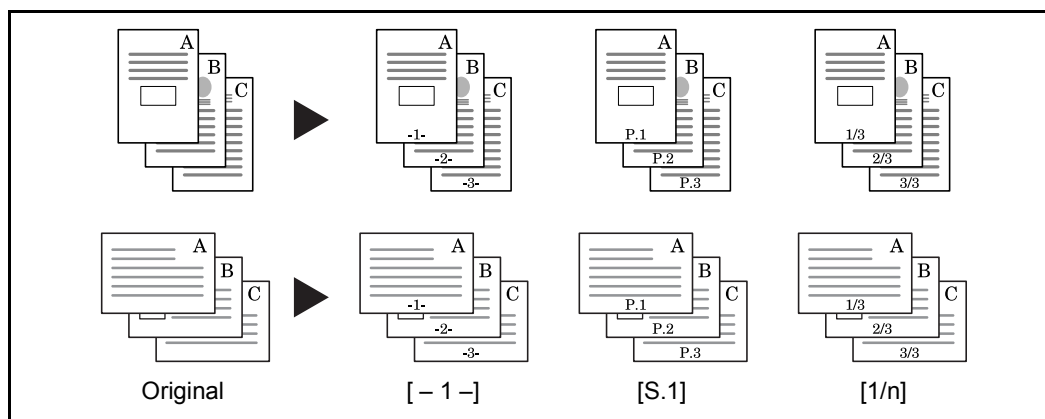 A A A A
B B B B
C C C C
-1- P.1 1/3
-2- P.2 2/3
-3- P.3 3/3
A A A A
B B B B
C C C C
-1- P.1 1/3
-2- P.2 2/3
-3- P.3 3/3
Original [ – 1 –] [S.1] [1/n]